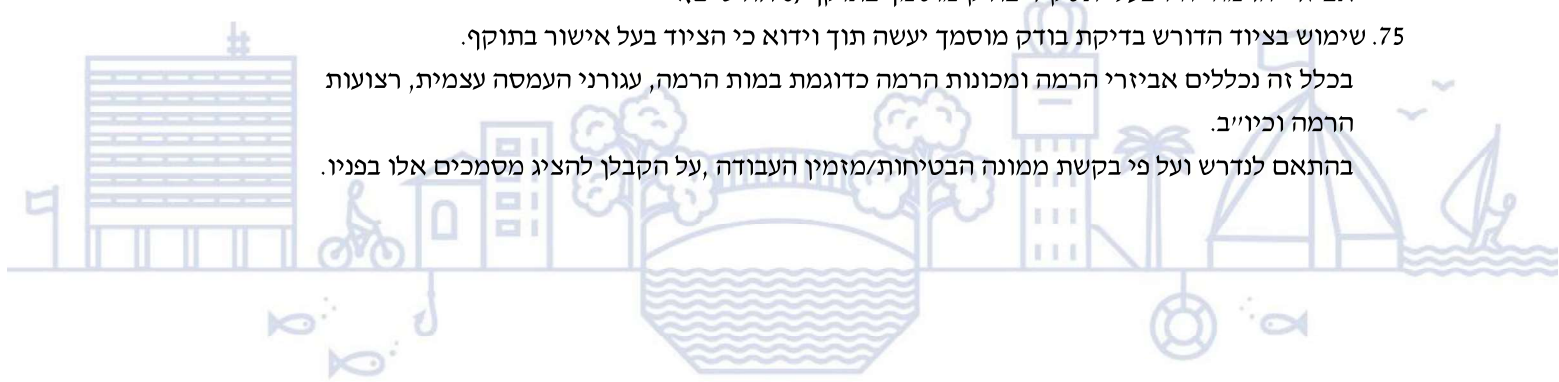 75. שימוש בציוד הדורש בדיקת בודק מוסמך יעשה תוך וידוא כי הציוד בעל אישור בתוקף.
בכלל זה נכללים אביזרי הרמה ומכונות הרמה כדוגמת במות הרמה, עגורני העמסה עצמית, רצועות
הרמה וכיו״ב.
בהתאם לנדרש ועל פי בקשת ממונה הבטיחות/מזמין העבודה ,על הקבלן להציג מסמכים אלו בפניו.